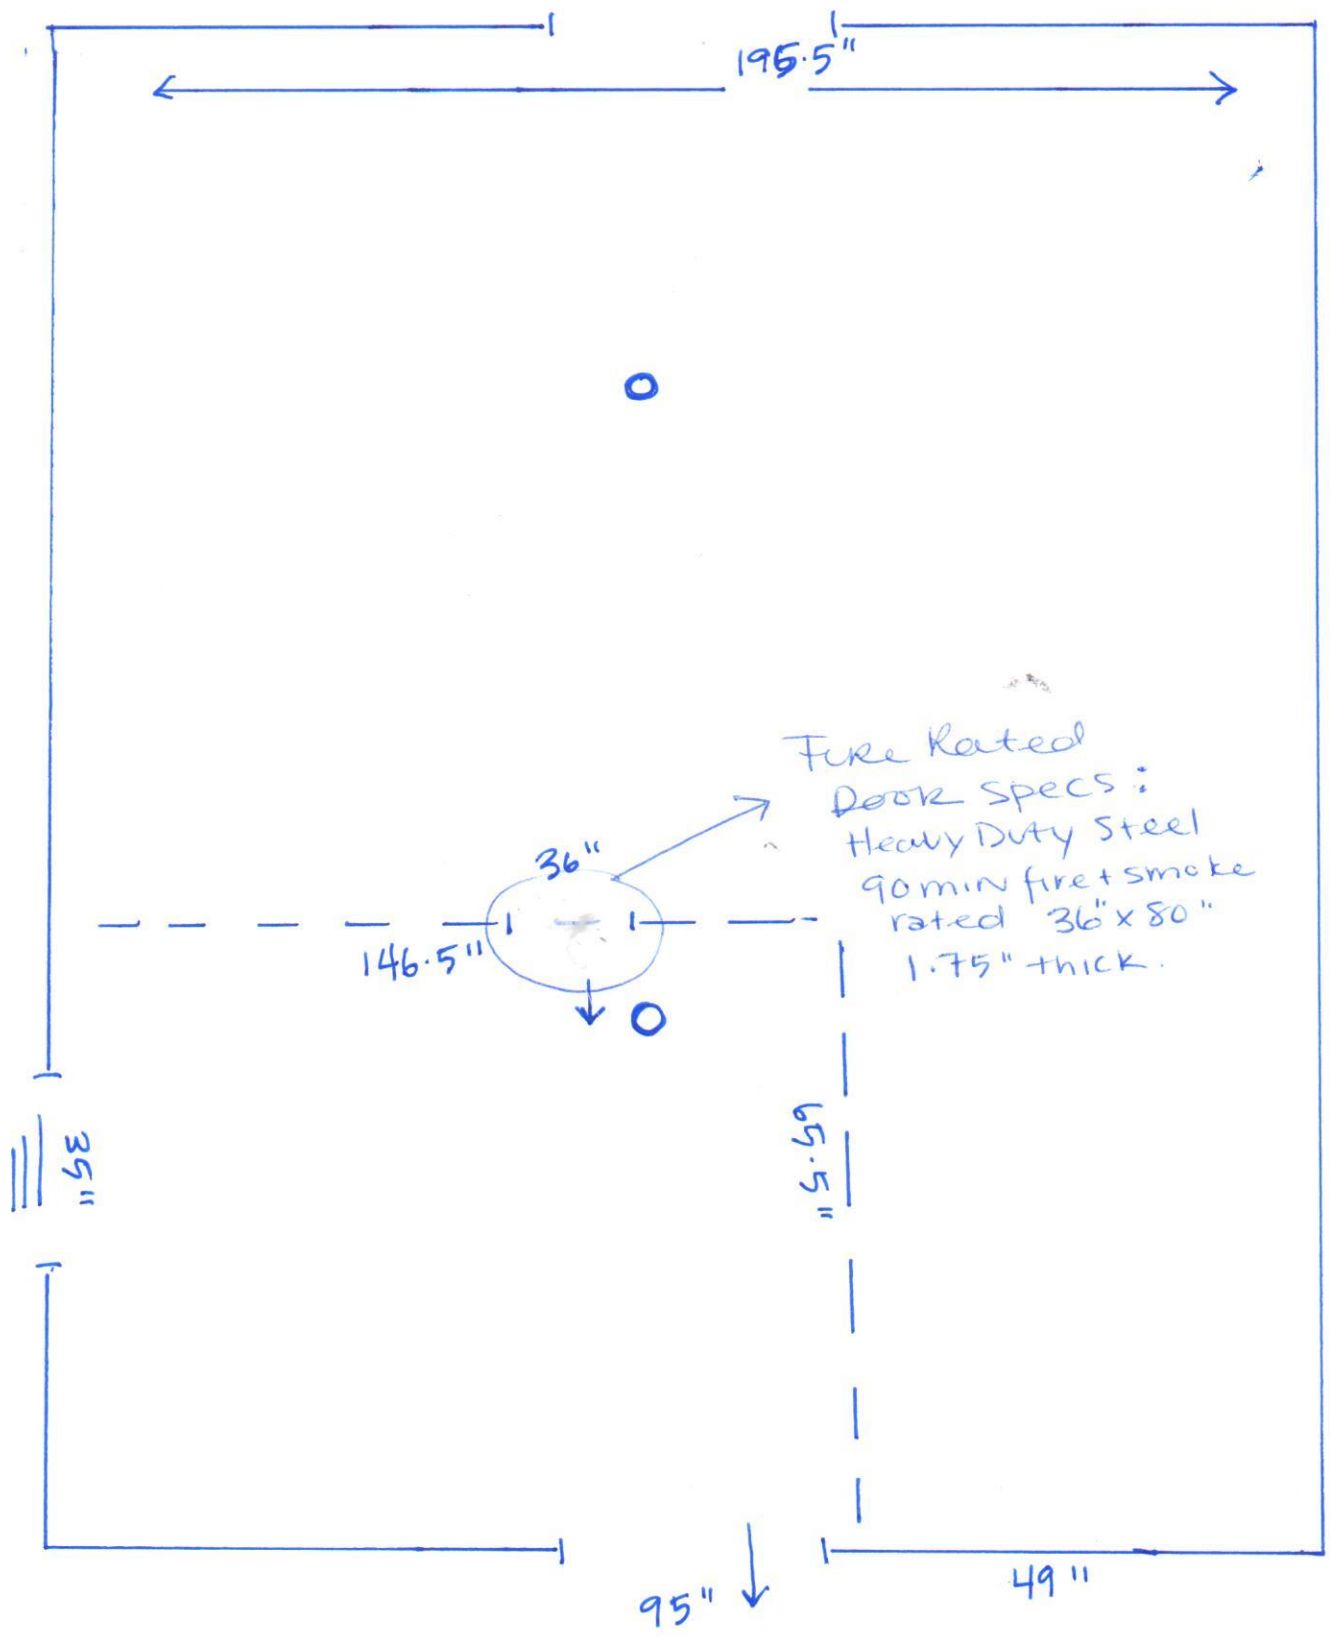 195.5"
Fire Rated
Door specs:
Heavy Duty Steel
90 min fire + smoke
rated 36" x 80"
1.75" thick.
36"
146.5"
39"
65.5"
95"
49"